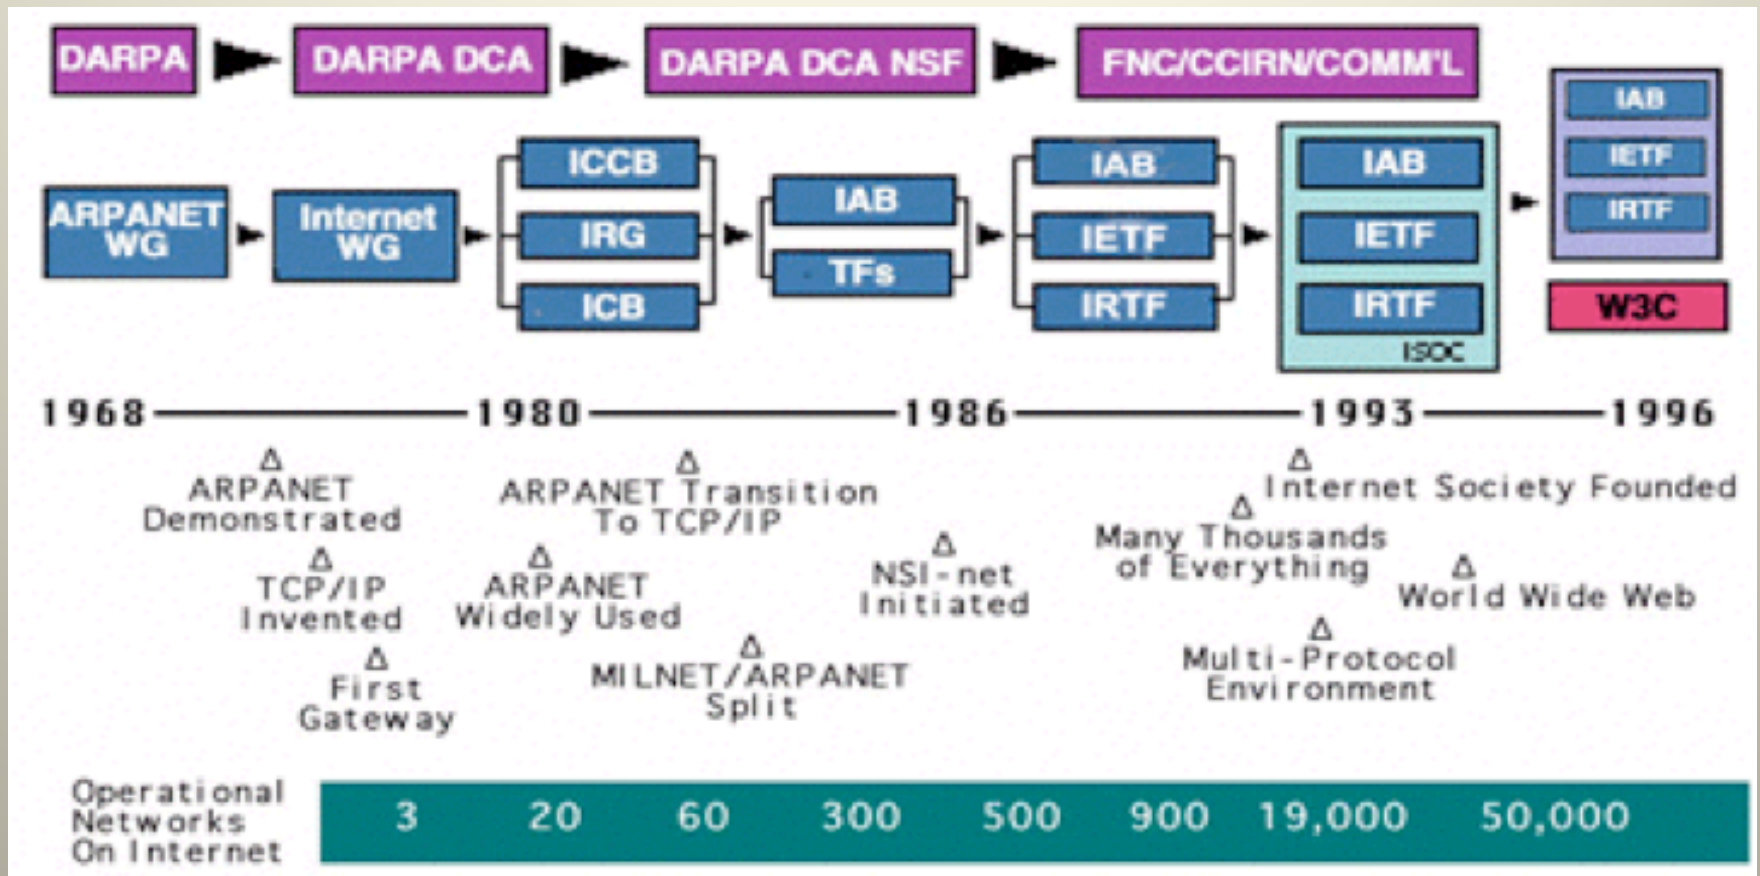 DARPA
DARPA DCA
DARPA DCA NSF
FNC/CCIRN/COMM'L
ARPANET
WG
Internet
WG
ICCB
IRG
ICB
IAB
TFs
IAB
IETF
IRTF
IAB
IETF
IRTF
ISOC
IAB
IETF
IRTF
W3C
1968
1980
1986
1993
1996
ARPANET
Demonstrated
TCP/IP
Invented
First
Gateway
ARPANET Transition
To TCP/IP
ARPANET
Widely Used
MILNET/ARPANET
Split
NSI-net
Initiated
Internet Society Founded
Many Thousands
of Everything
World Wide Web
Multi-Protocol
Environment
Operational
Networks
On Internet
3 20 60 300 500 900 19,000 50,000